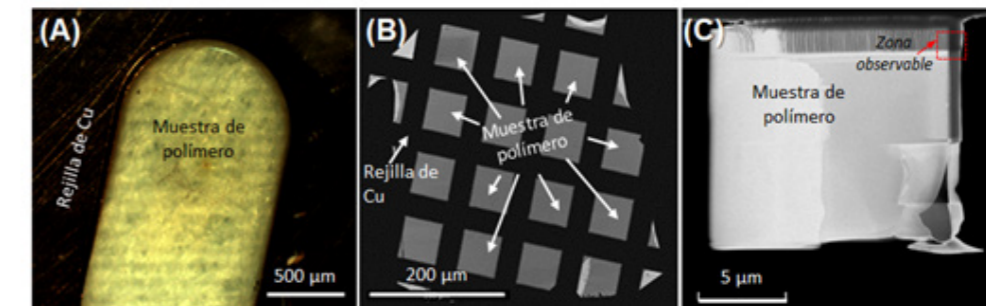 (A)
Rejilla de Cu
Muestra de
polímero
500 µm
(B)
Muestra de
polímero
Rejilla de
Cu
200 µm
(C)
Zona
observable
Muestra de
polímero
5 µm